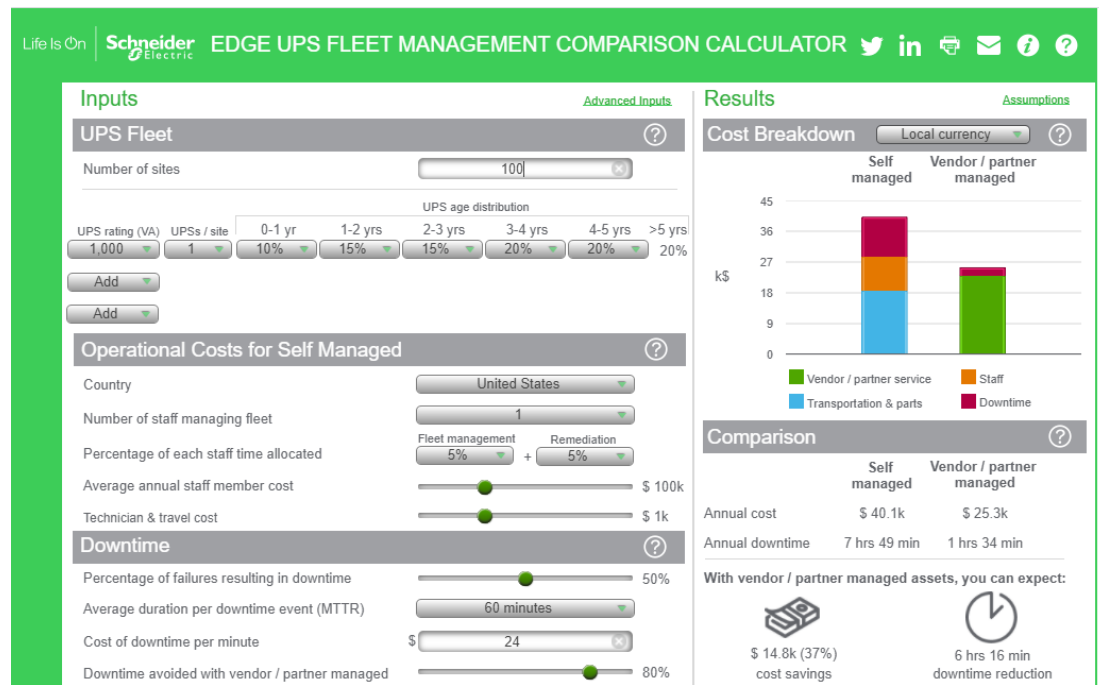 Life Is On Schneider Electric EDGE UPS FLEET MANAGEMENT COMPARISON CALCULATOR
Inputs
Advanced Inputs
UPS Fleet
Number of sites 100
UPS age distribution
UPS rating (VA) UPSs / site 0-1 yr 1-2 yrs 2-3 yrs 3-4 yrs 4-5 yrs >5 yrs
1,000 1 10% 15% 15% 20% 20% 20%
Add
Add
Operational Costs for Self Managed
Country United States
Number of staff managing fleet 1
Fleet management Remediation
Percentage of each staff time allocated 5% + 5%
Average annual staff member cost $ 100k
Technician & travel cost $ 1k
Downtime
Percentage of failures resulting in downtime 50%
Average duration per downtime event (MTTR) 60 minutes
Cost of downtime per minute $ 24
Downtime avoided with vendor / partner managed 80%
Results
Assumptions
Cost Breakdown Local currency
Self managed
Vendor / partner managed
45
36
27
18
9
0
k$
Vendor / partner service
Staff
Transportation & parts
Downtime
Comparison
Self managed
Vendor / partner managed
Annual cost $ 40.1k $ 25.3k
Annual downtime 7 hrs 49 min 1 hrs 34 min
With vendor / partner managed assets, you can expect:
$ 14.8k (37%)
cost savings
6 hrs 16 min
downtime reduction